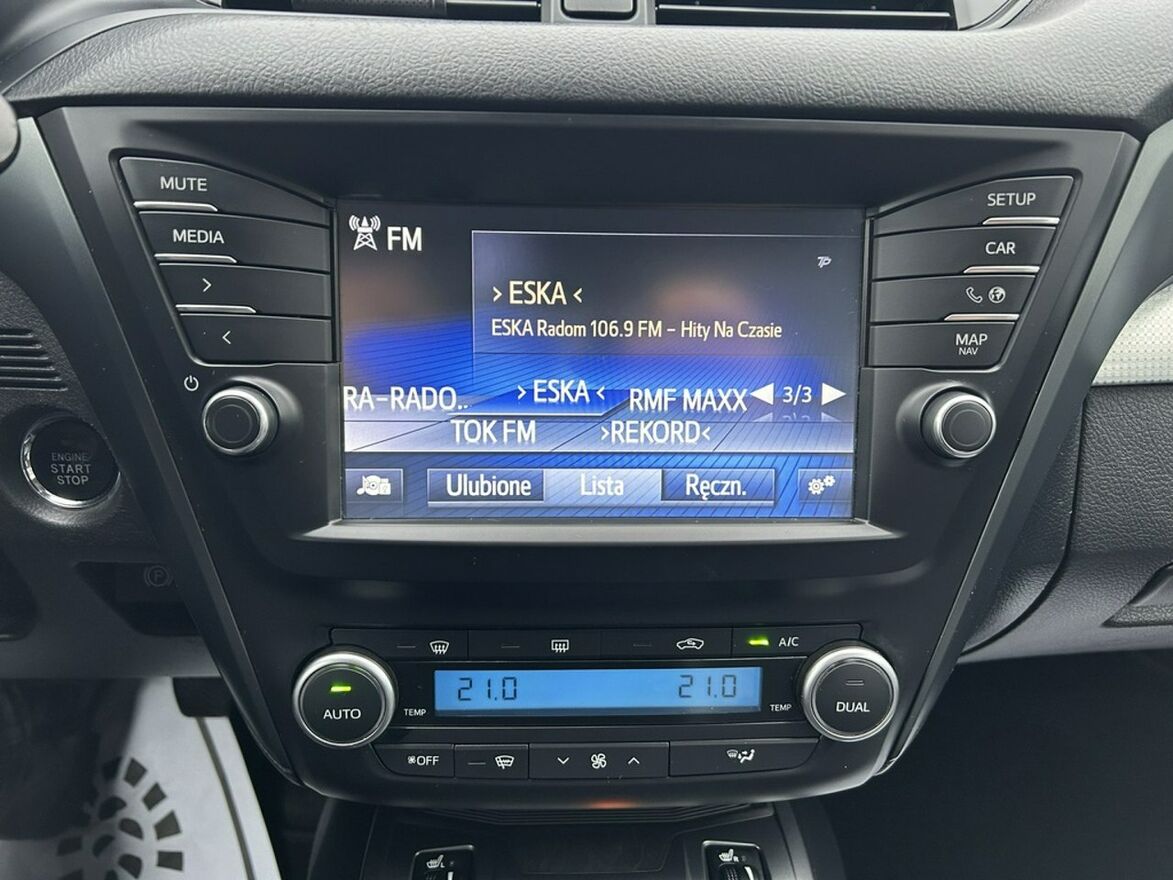 MUTE
MEDIA
>
<
FM
TP
> ESKA <
ESKA Radom 106.9 FM – Hity Na Czasie
RA-RADO.. > ESKA < RMF MAXX 3/3
TOK FM >REKORD<
Ulubione Lista Ręczn.
SETUP
CAR
MAP
NAV
ENGINE
START
STOP
A/C
AUTO
TEMP
21.0 21.0
TEMP
DUAL
OFF
L
R